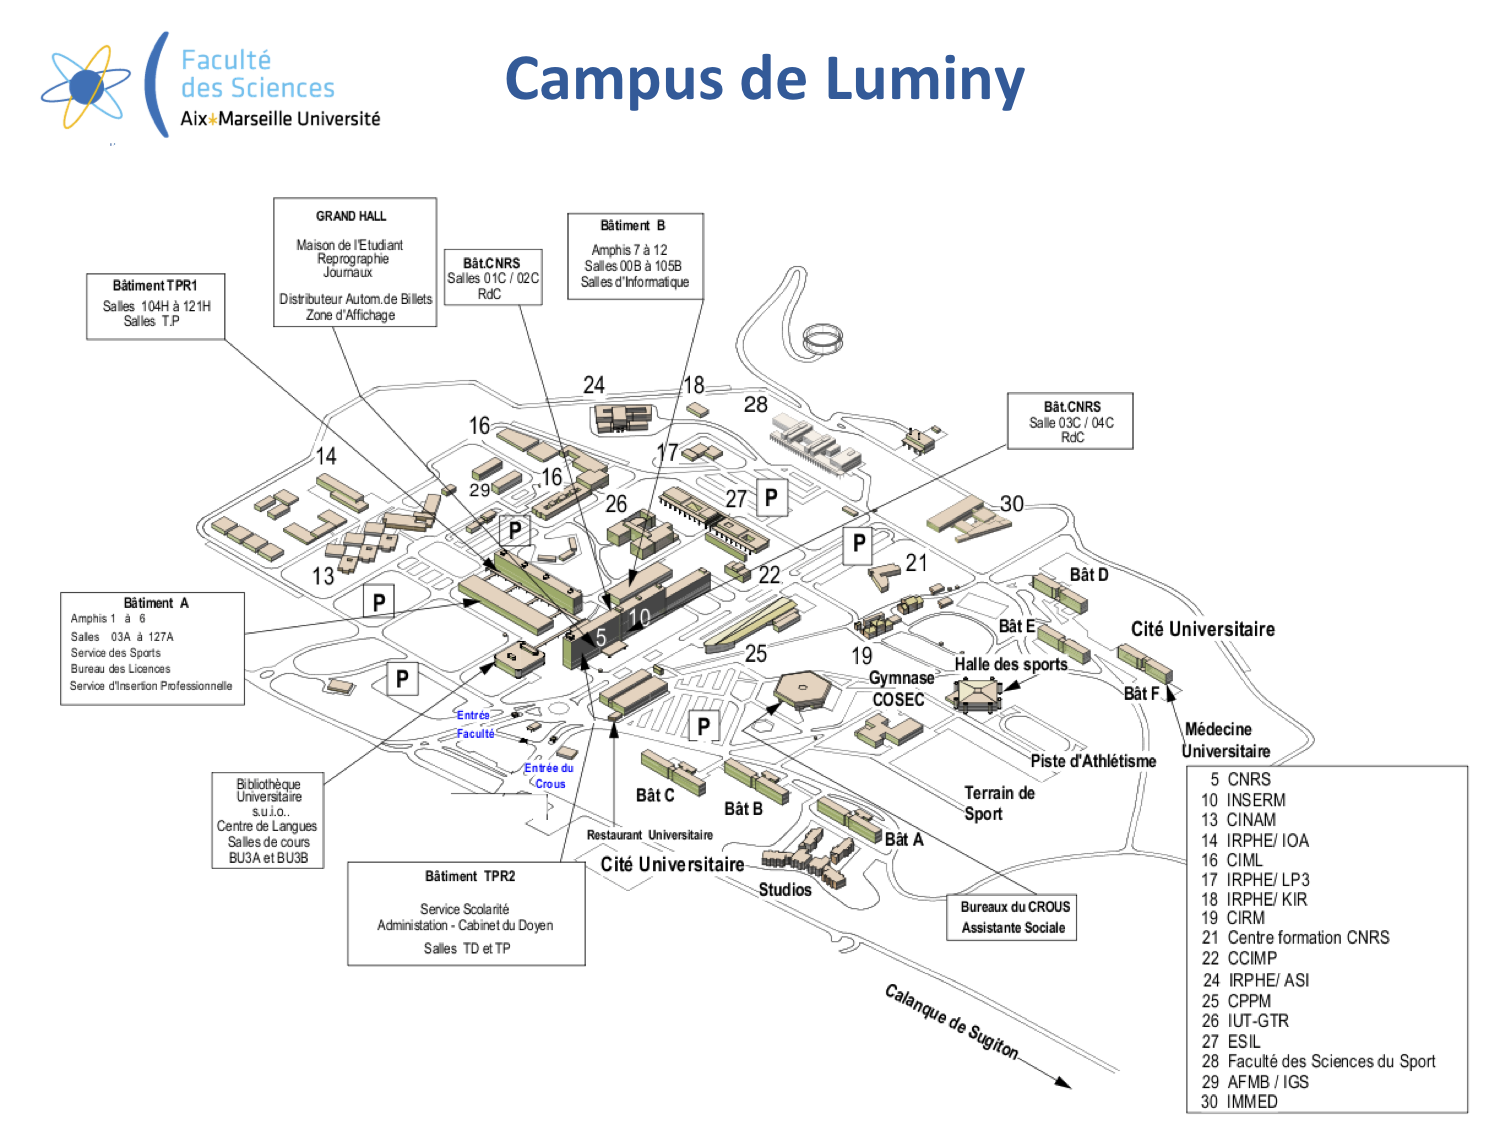 Faculté
des Sciences
Aix*Marseille Université
Campus de Luminy
GRAND HALL
Maison de l'Etudiant
Reprographie
Journaux
Distributeur Autom.de Billets
Zone d'Affichage
Bât.CNRS
Salles 01C / 02C
RdC
Bâtiment B
Amphis 7 à 12
Salles 00B à 105B
Salles d'Informatique
Bâtiment TPR1
Salles 104H à 121H
Salles T.P
Bât.CNRS
Salle 03C / 04C
RdC
24
18
28
16
17
14
16
29
26
27
P
30
P
P
21
13
22
P
Bât D
10
5
Bâtiment A
Amphis 1 à 6
Salles 03A à 127A
Service des Sports
Bureau des Licences
Service d'Insertion Professionnelle
Bât E
Cité Universitaire
25
19
Halle des sports
Gymnase
COSEC
P
Bât F
Entrée
Faculté
P
Médecine
Universitaire
Entrée du
Crous
Piste d'Athlétisme
Bibliothèque
Universitaire
s.u.i.o..
Centre de Langues
Salles de cours
BU3A et BU3B
Bât C
Bât B
Terrain de
Sport
Restaurant Universitaire
Bât A
Cité Universitaire
Studios
Bâtiment TPR2
Service Scolarité
Administation - Cabinet du Doyen
Salles TD et TP
Bureaux du CROUS
Assistante Sociale
Calanque de Sugiton
5 CNRS
10 INSERM
13 CINAM
14 IRPHE/ IOA
16 CIML
17 IRPHE/ LP3
18 IRPHE/ KIR
19 CIRM
21 Centre formation CNRS
22 CCIMP
24 IRPHE/ ASI
25 CPPM
26 IUT-GTR
27 ESIL
28 Faculté des Sciences du Sport
29 AFMB / IGS
30 IMMED